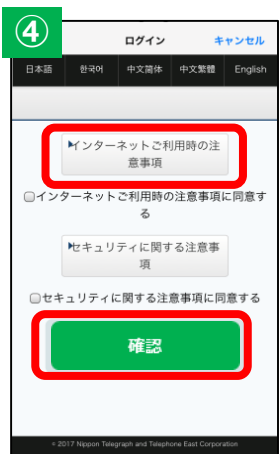 ④
ログイン
キャンセル
日本語 한국어 中文简体 中文繁體 English
インターネットご利用時の注
意事項
インターネットご利用時の注意事項に同意す
る
セキュリティに関する注意事
項
セキュリティに関する注意事項に同意する
確認
© 2017 Nippon Telegraph and Telephone East Corporation